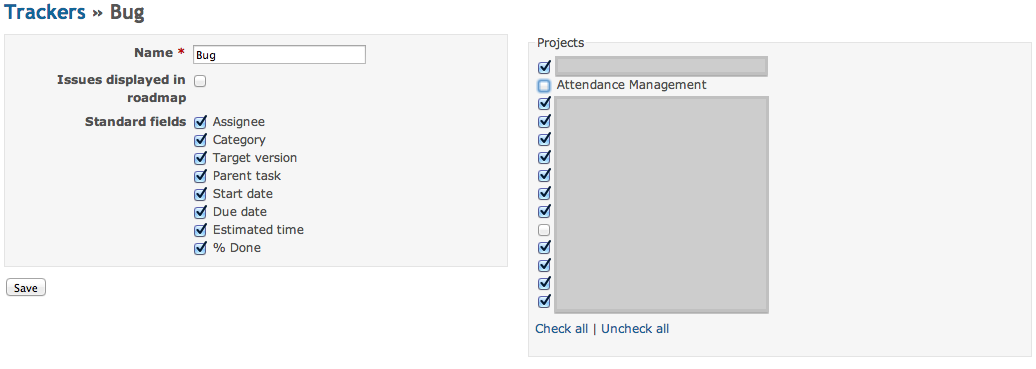 Trackers » Bug
Name *
Bug
Issues displayed in
roadmap
Standard fields
Assignee
Category
Target version
Parent task
Start date
Due date
Estimated time
% Done
Save
Projects
Attendance Management
Check all | Uncheck all